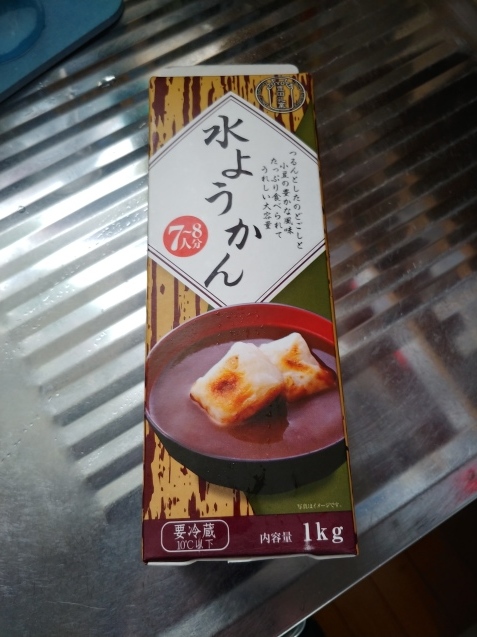 水ようかん
つるんとしたのどごしと
小豆の豊かな風味
たっぷり食べられて
うれしい大容量
7~8
人分
写真はイメージです。
要冷蔵
10℃以下
内容量 1kg